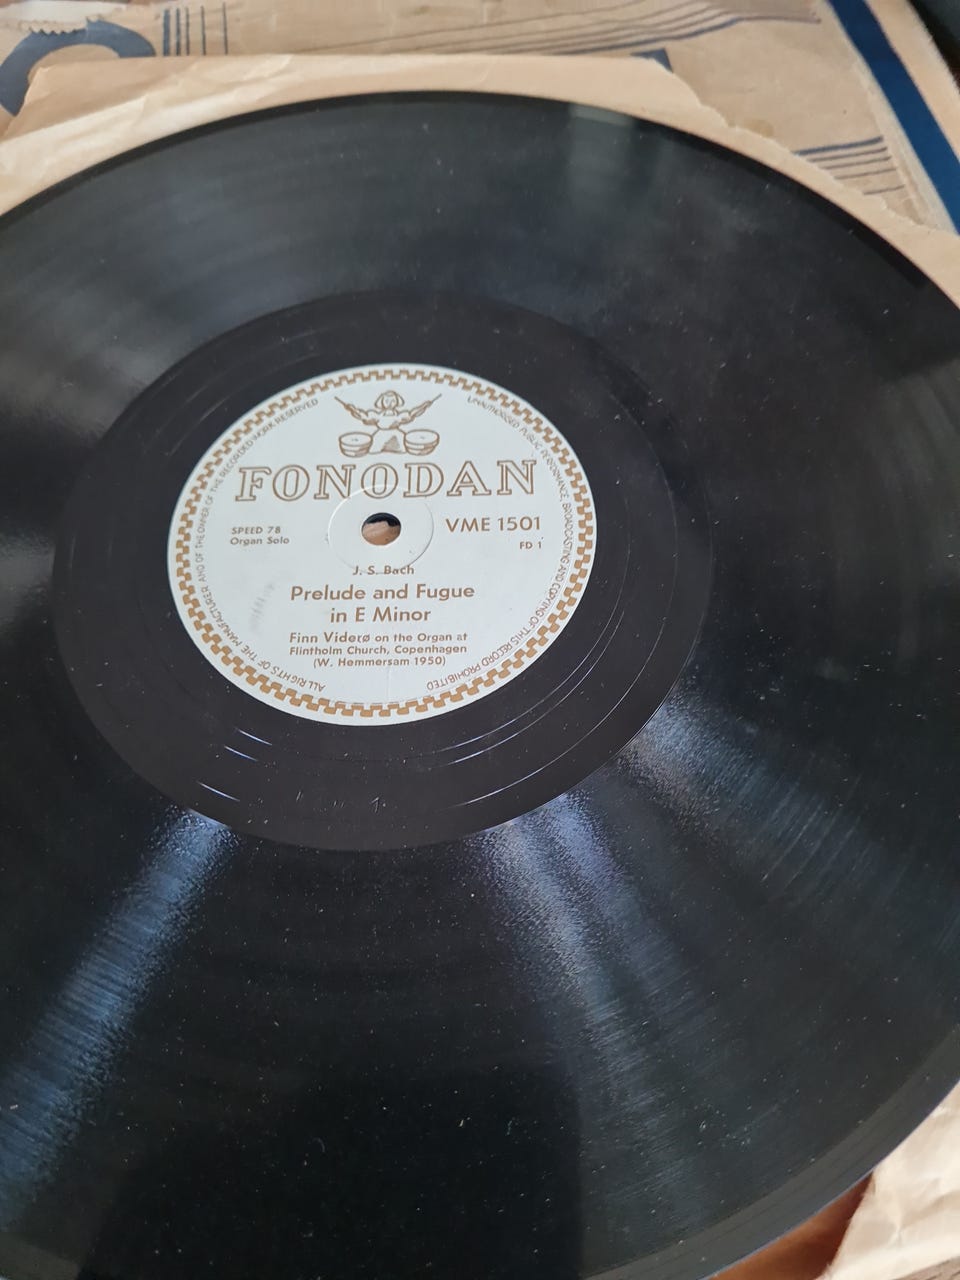 FONODAN
SPEED 78
Organ Solo
VME 1501
FD 1
J. S. Bach
Prelude and Fugue
in E Minor
Finn Viderø on the Organ at
Flintholm Church, Copenhagen
(W. Hemmersam 1950)
ALL RIGHTS OF THE MANUFACTURER AND OF THE OWNER OF THE RECORDED WORK RESERVED
UNAUTHORISED PUBLIC PERFORMANCE, BROADCASTING AND COPYING OF THIS RECORD PROHIBITED